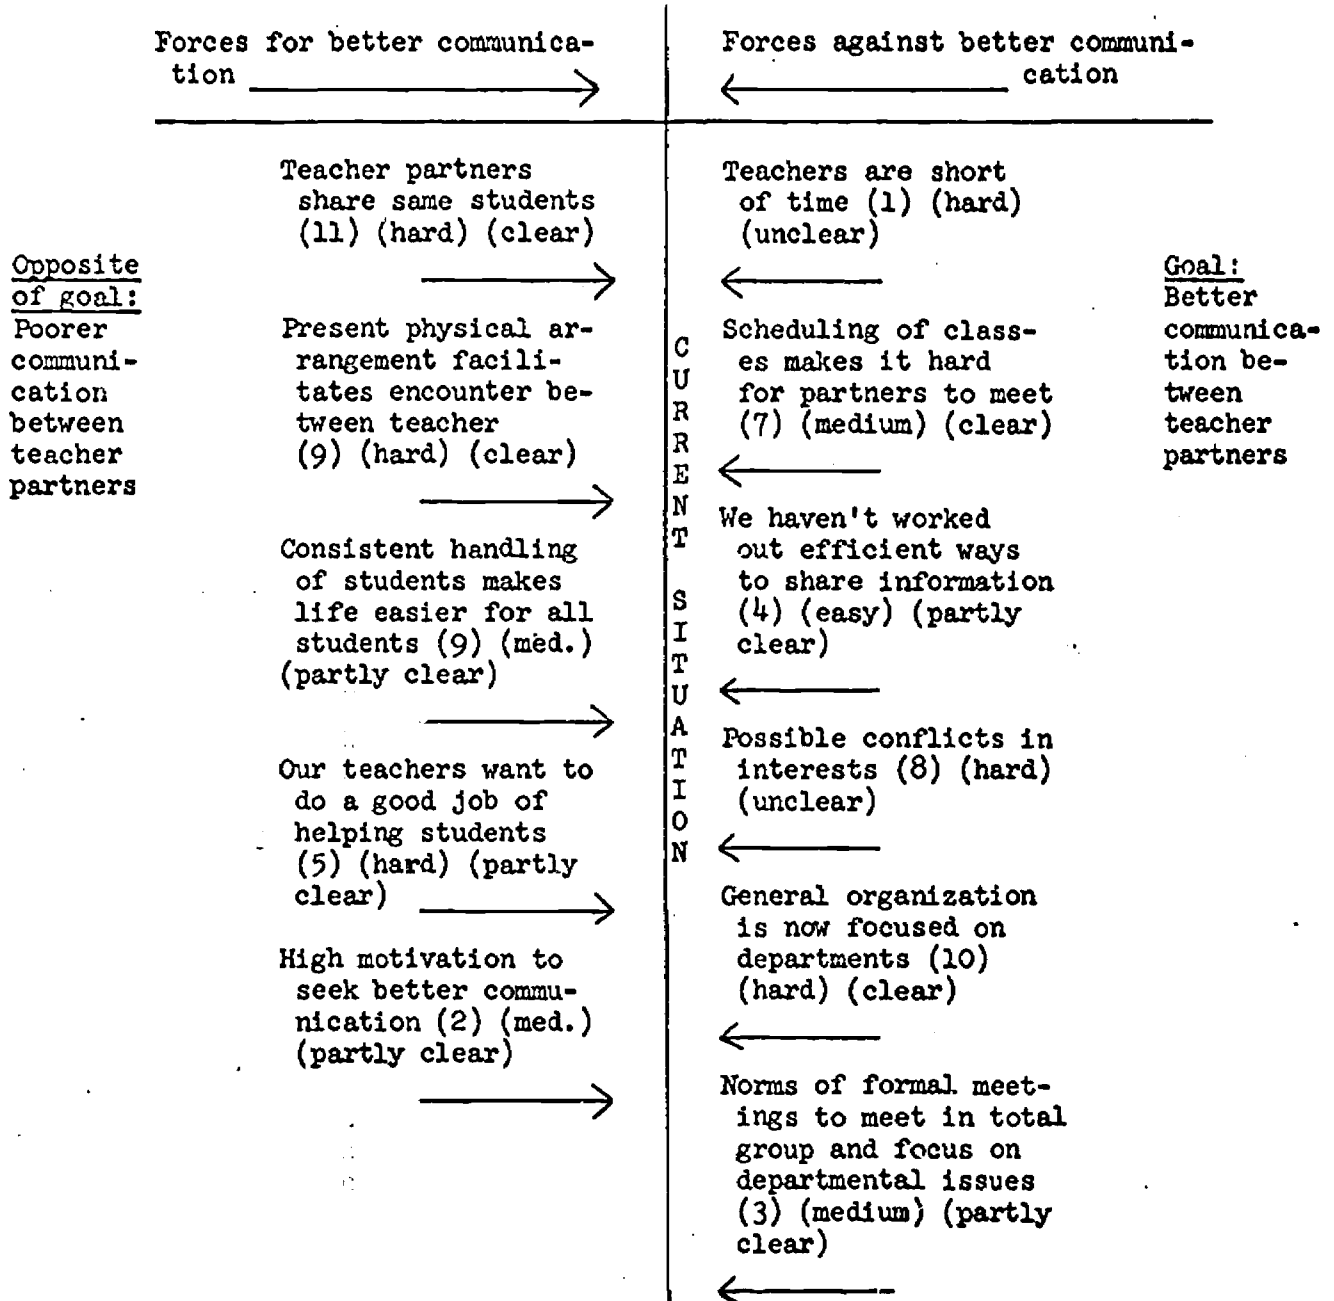 Forces for better communica-
tion
Forces against better communi-
cation
Opposite
of goal:
Poorer
communi-
cation
between
teacher
partners
Teacher partners
share same students
(11) (hard) (clear)
Present physical ar-
rangement facili-
tates encounter be-
tween teacher
(9) (hard) (clear)
Consistent handling
of students makes
life easier for all
students (9) (med.)
(partly clear)
Our teachers want to
do a good job of
helping students
(5) (hard) (partly
clear)
High motivation to
seek better commu-
nication (2) (med.)
(partly clear)
CURRENT SITUATION
Teachers are short
of time (1) (hard)
(unclear)
Scheduling of class-
es makes it hard
for partners to meet
(7) (medium) (clear)
We haven't worked
out efficient ways
to share information
(4) (easy) (partly
clear)
Possible conflicts in
interests (8) (hard)
(unclear)
General organization
is now focused on
departments (10)
(hard) (clear)
Norms of formal meet-
ings to meet in total
group and focus on
departmental issues
(3) (medium) (partly
clear)
Goal:
Better
communica-
tion be-
tween
teacher
partners